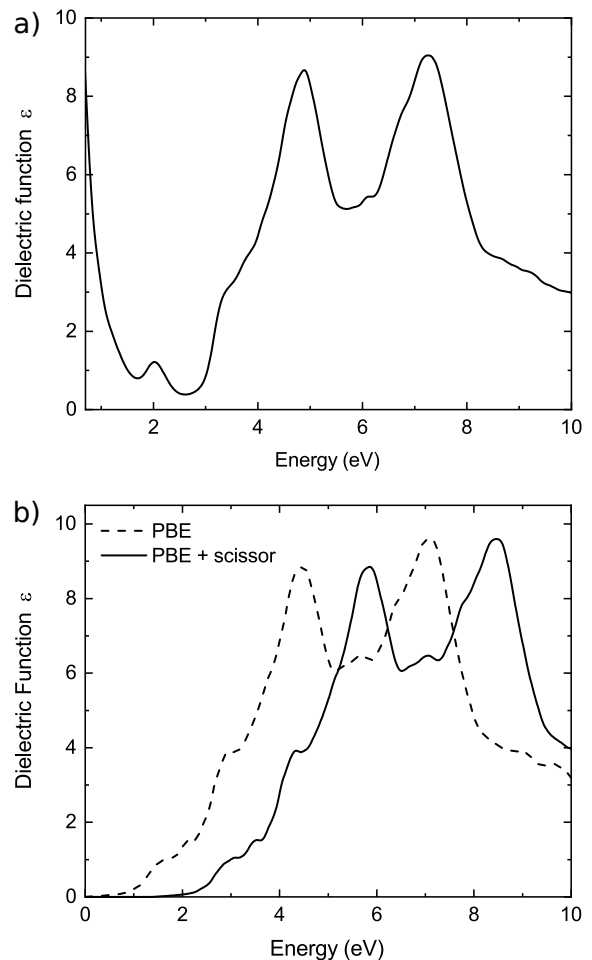 a)
10
8
6
4
2
0
Dielectric function ε
2 4 6 8 10
Energy (eV)
b)
PBE
PBE + scissor
10
8
6
4
2
0
Dielectric Function ε
0 2 4 6 8 10
Energy (eV)